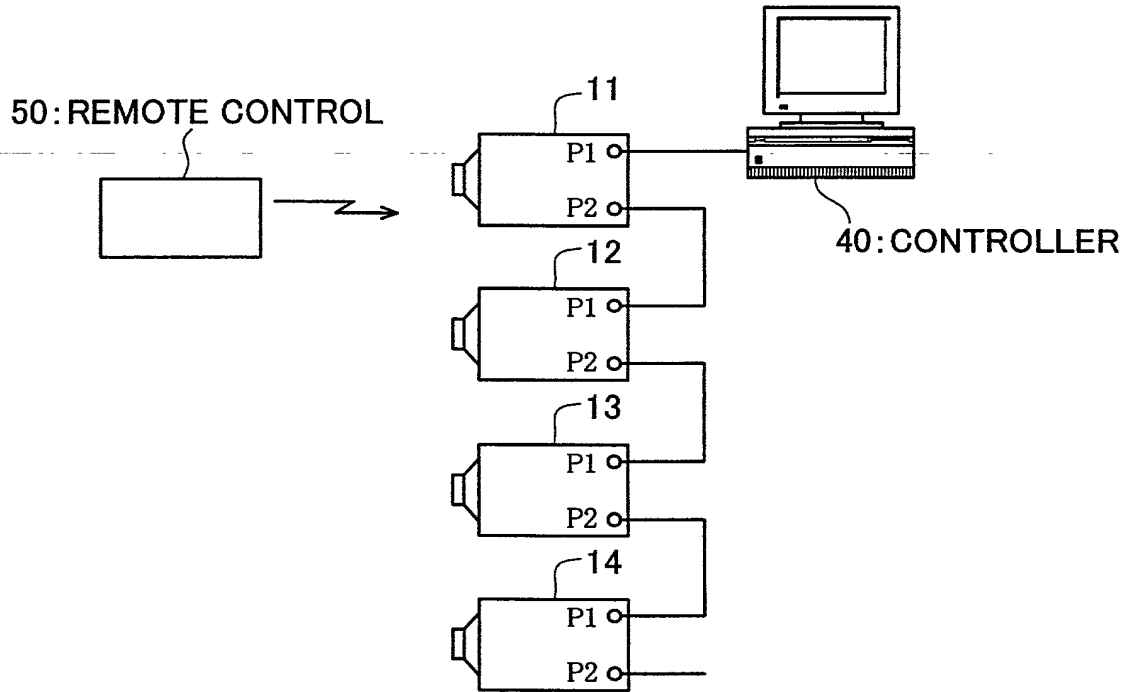 50: REMOTE CONTROL
11
P1
P2
40: CONTROLLER
12
P1
P2
13
P1
P2
14
P1
P2